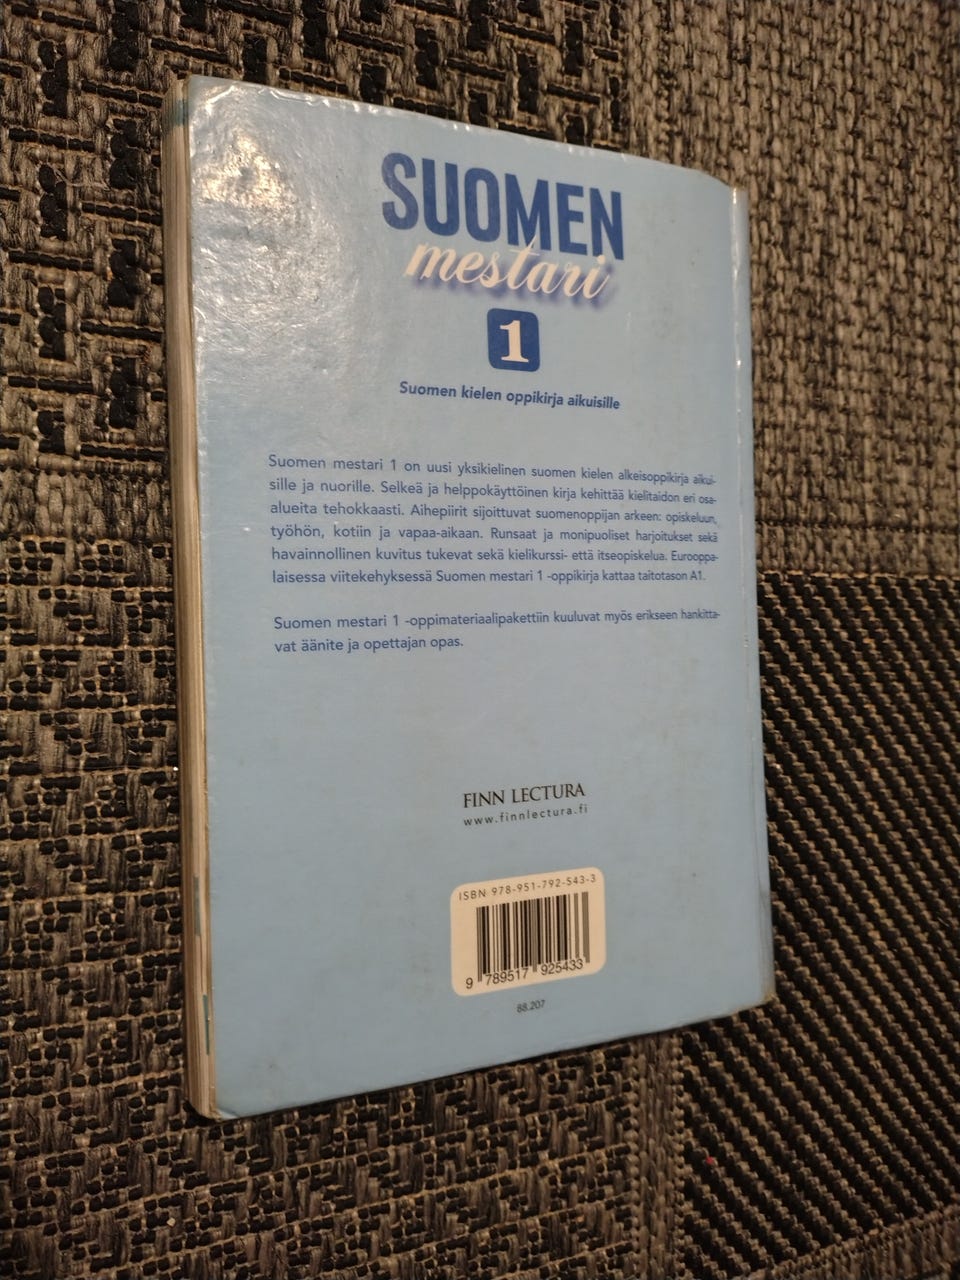 SUOMEN
mestari
1
Suomen kielen oppikirja aikuisille
Suomen mestari 1 on uusi yksikielinen suomen kielen alkeisoppikirja aikui-
sille ja nuorille. Selkeä ja helppokäyttöinen kirja kehittää kielitaidon eri osa-
alueita tehokkaasti. Aihepiirit sijoittuvat suomenoppijan arkeen: opiskeluun,
työhön, kotiin ja vapaa-aikaan. Runsaat ja monipuoliset harjoitukset sekä
havainnollinen kuvitus tukevat sekä kielikurssi- että itseopiskelua. Eurooppa-
laisessa viitekehyksessä Suomen mestari 1 -oppikirja kattaa taitotason A1.
Suomen mestari 1 -oppimateriaalipakettiin kuuluvat myös erikseen hankitta-
vat äänite ja opettajan opas.
FINN LECTURA
www.finnlectura.fi
ISBN 978-951-792-543-3
9 789517 925433
88.207